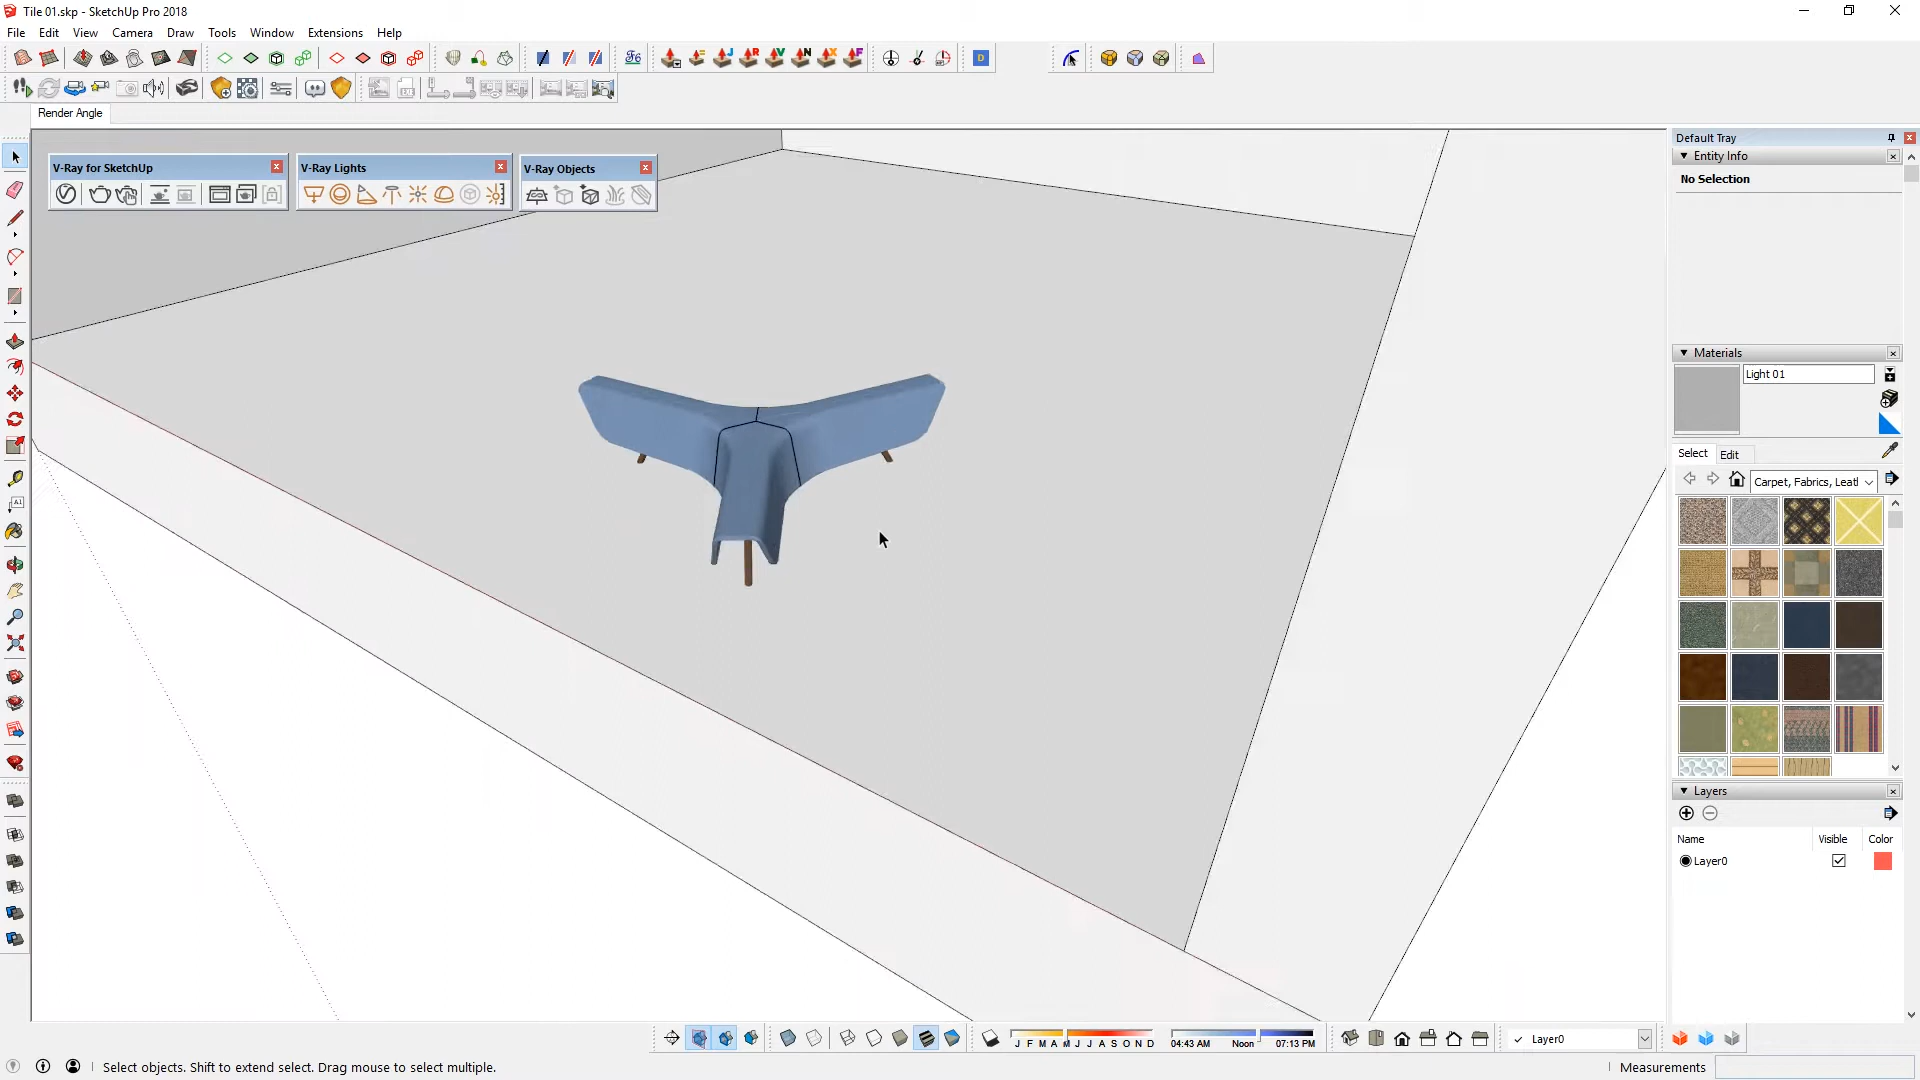 Tile 01.skp - SketchUp Pro 2018
File Edit View Camera Draw Tools Window Extensions Help
Render Angle
V-Ray for SketchUp
V-Ray Lights
V-Ray Objects
Default Tray
Entity Info
No Selection
Materials
Light 01
Select Edit
Carpet, Fabrics, Leatl
Layers
Name Visible Color
Layer0
J F M A M J J A S O N D
04:43 AM Noon 07:13 PM
Layer0
Select objects. Shift to extend select. Drag mouse to select multiple.
Measurements